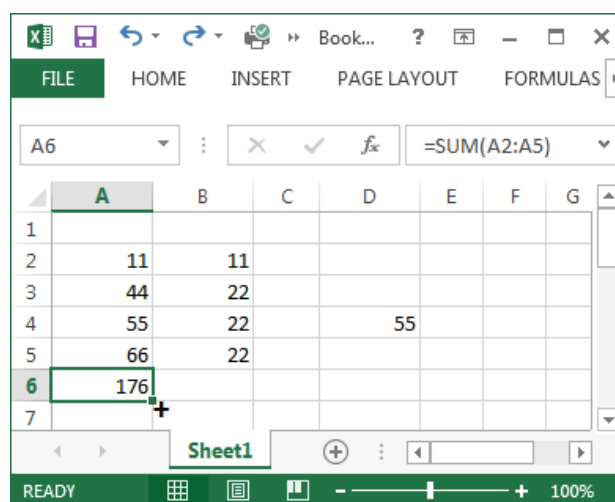 Book... ?
FILE HOME INSERT PAGE LAYOUT FORMULAS
A6 fx =SUM(A2:A5)
A B C D E F G
1
2 11 11
3 44 22
4 55 22 55
5 66 22
6 176
7
Sheet1
READY 100%